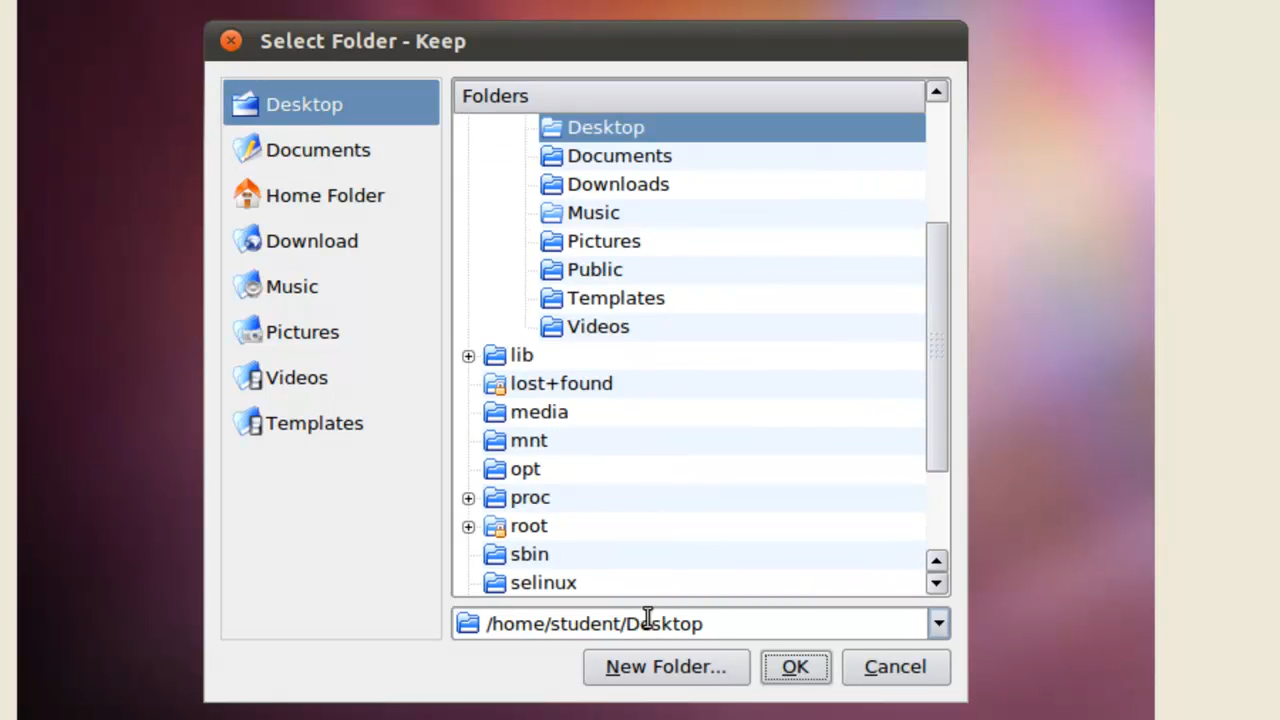 Select Folder - Keep
Desktop
Documents
Home Folder
Download
Music
Pictures
Videos
Templates
Folders
Desktop
Documents
Downloads
Music
Pictures
Public
Templates
Videos
lib
lost+found
media
mnt
opt
proc
root
sbin
selinux
/home/student/Desktop
New Folder... OK Cancel